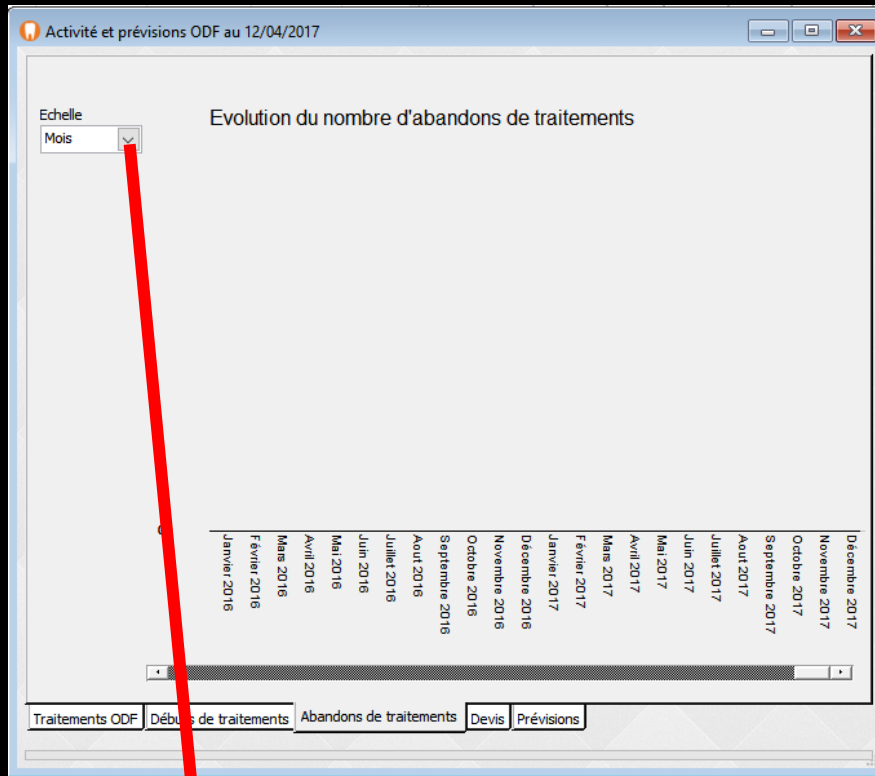 Activité et prévisions ODF au 12/04/2017
Echelle
Mois
Evolution du nombre d'abandons de traitements
Janvier 2016
Février 2016
Mars 2016
Avril 2016
Mai 2016
Juin 2016
Juillet 2016
Aout 2016
Septembre 2016
Octobre 2016
Novembre 2016
Décembre 2016
Janvier 2017
Février 2017
Mars 2017
Avril 2017
Mai 2017
Juin 2017
Juillet 2017
Aout 2017
Septembre 2017
Octobre 2017
Novembre 2017
Décembre 2017
Traitements ODF Débuts de traitements Abandons de traitements Devis Prévisions